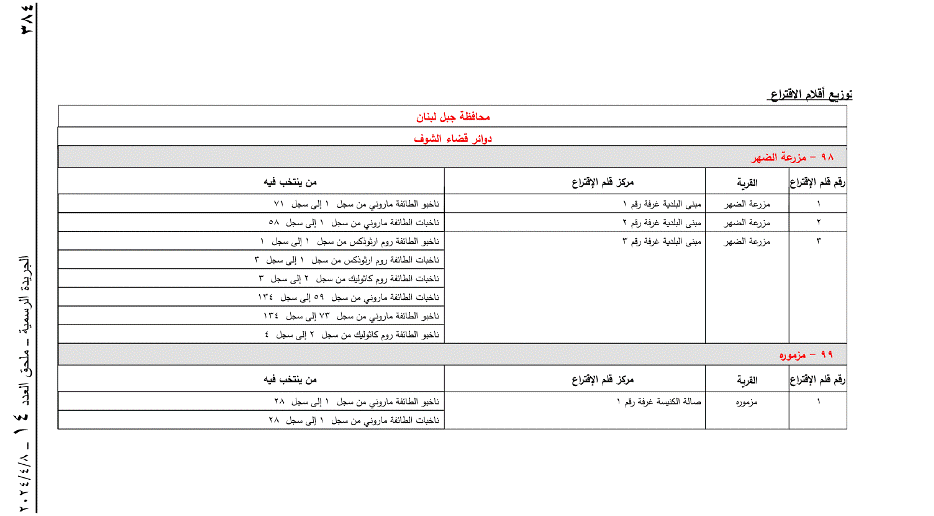 ٣٨٤
الجريدة الرسمية – ملحق العدد ١٤ – ٢٠٢٤/٤/٨
توزيع أقلام الاقتراع
محافظة جبل لبنان
دوائر قضاء الشوف
٩٨ - مزرعة الضهر
رقم قلم الإقتراع القرية مركز قلم الإقتراع من ينتخب فيه
١ مزرعة الضهر مبنى البلدية غرفة رقم ١ ناخبو الطائفة ماروني من سجل ١ إلى سجل ٧١
٢ مزرعة الضهر مبنى البلدية غرفة رقم ٢ ناخبات الطائفة ماروني من سجل ١ إلى سجل ٥٨
٣ مزرعة الضهر مبنى البلدية غرفة رقم ٣ ناخبو الطائفة روم ارثوذكس من سجل ١ إلى سجل ١
ناخبات الطائفة روم ارثوذكس من سجل ١ إلى سجل ٣
ناخبات الطائفة روم كاثوليك من سجل ٢ إلى سجل ٣
ناخبات الطائفة ماروني من سجل ٥٩ إلى سجل ١٣٤
ناخبو الطائفة ماروني من سجل ٧٣ إلى سجل ١٣٤
ناخبو الطائفة روم كاثوليك من سجل ٢ إلى سجل ٤
٩٩ - مزموره
رقم قلم الإقتراع القرية مركز قلم الإقتراع من ينتخب فيه
١ مزموره صالة الكنيسة غرفة رقم ١ ناخبو الطائفة ماروني من سجل ١ إلى سجل ٢٨
ناخبات الطائفة ماروني من سجل ١ إلى سجل ٢٨